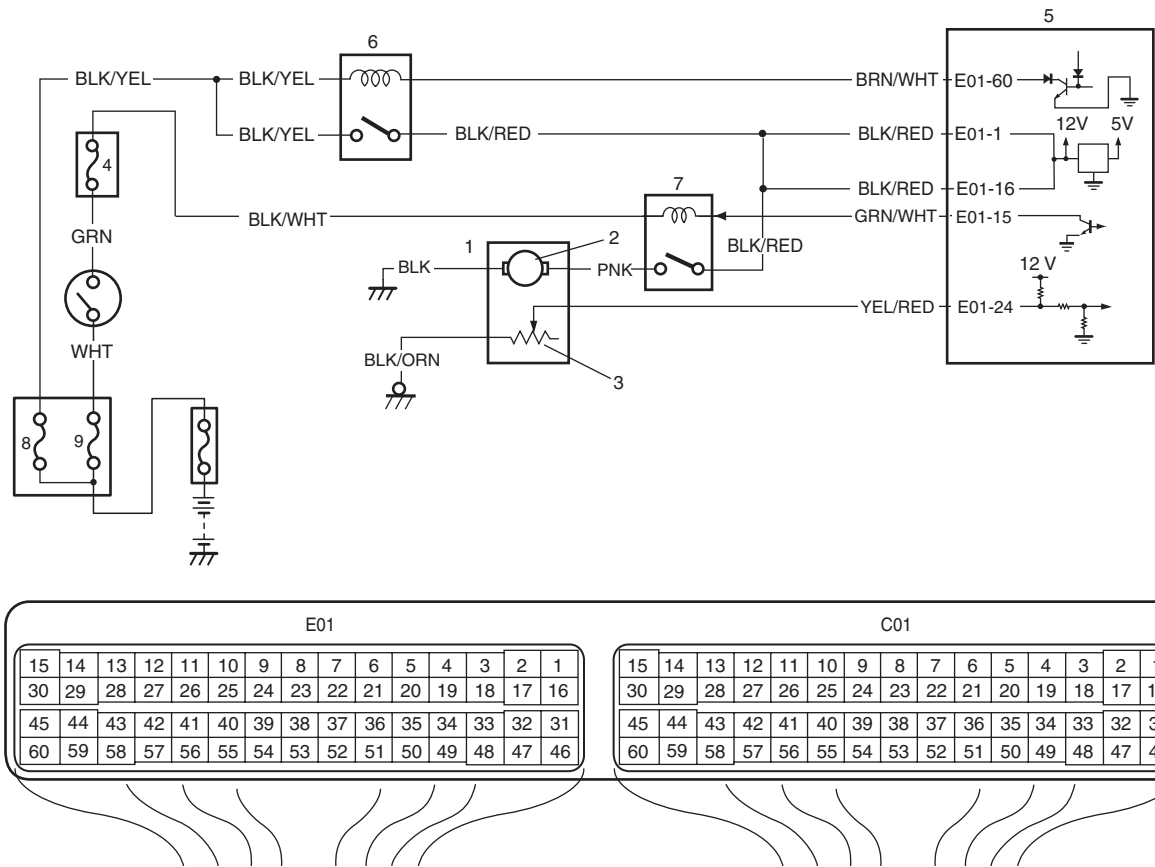 5
6
BLK/YEL BLK/YEL BRN/WHT E01-60
12V 5V
BLK/YEL BLK/RED BLK/RED E01-1
4
7
BLK/RED E01-16
BLK/WHT GRN/WHT E01-15
GRN
1 2 BLK/RED
BLK PNK 12 V
YEL/RED E01-24
WHT
BLK/ORN
3
8 9
E01 C01
15 14 13 12 11 10 9 8 7 6 5 4 3 2 1 15 14 13 12 11 10 9 8 7 6 5 4 3 2
30 29 28 27 26 25 24 23 22 21 20 19 18 17 16 30 29 28 27 26 25 24 23 22 21 20 19 18 17
45 44 43 42 41 40 39 38 37 36 35 34 33 32 31 45 44 43 42 41 40 39 38 37 36 35 34 33 32
60 59 58 57 56 55 54 53 52 51 50 49 48 47 46 60 59 58 57 56 55 54 53 52 51 50 49 48 47